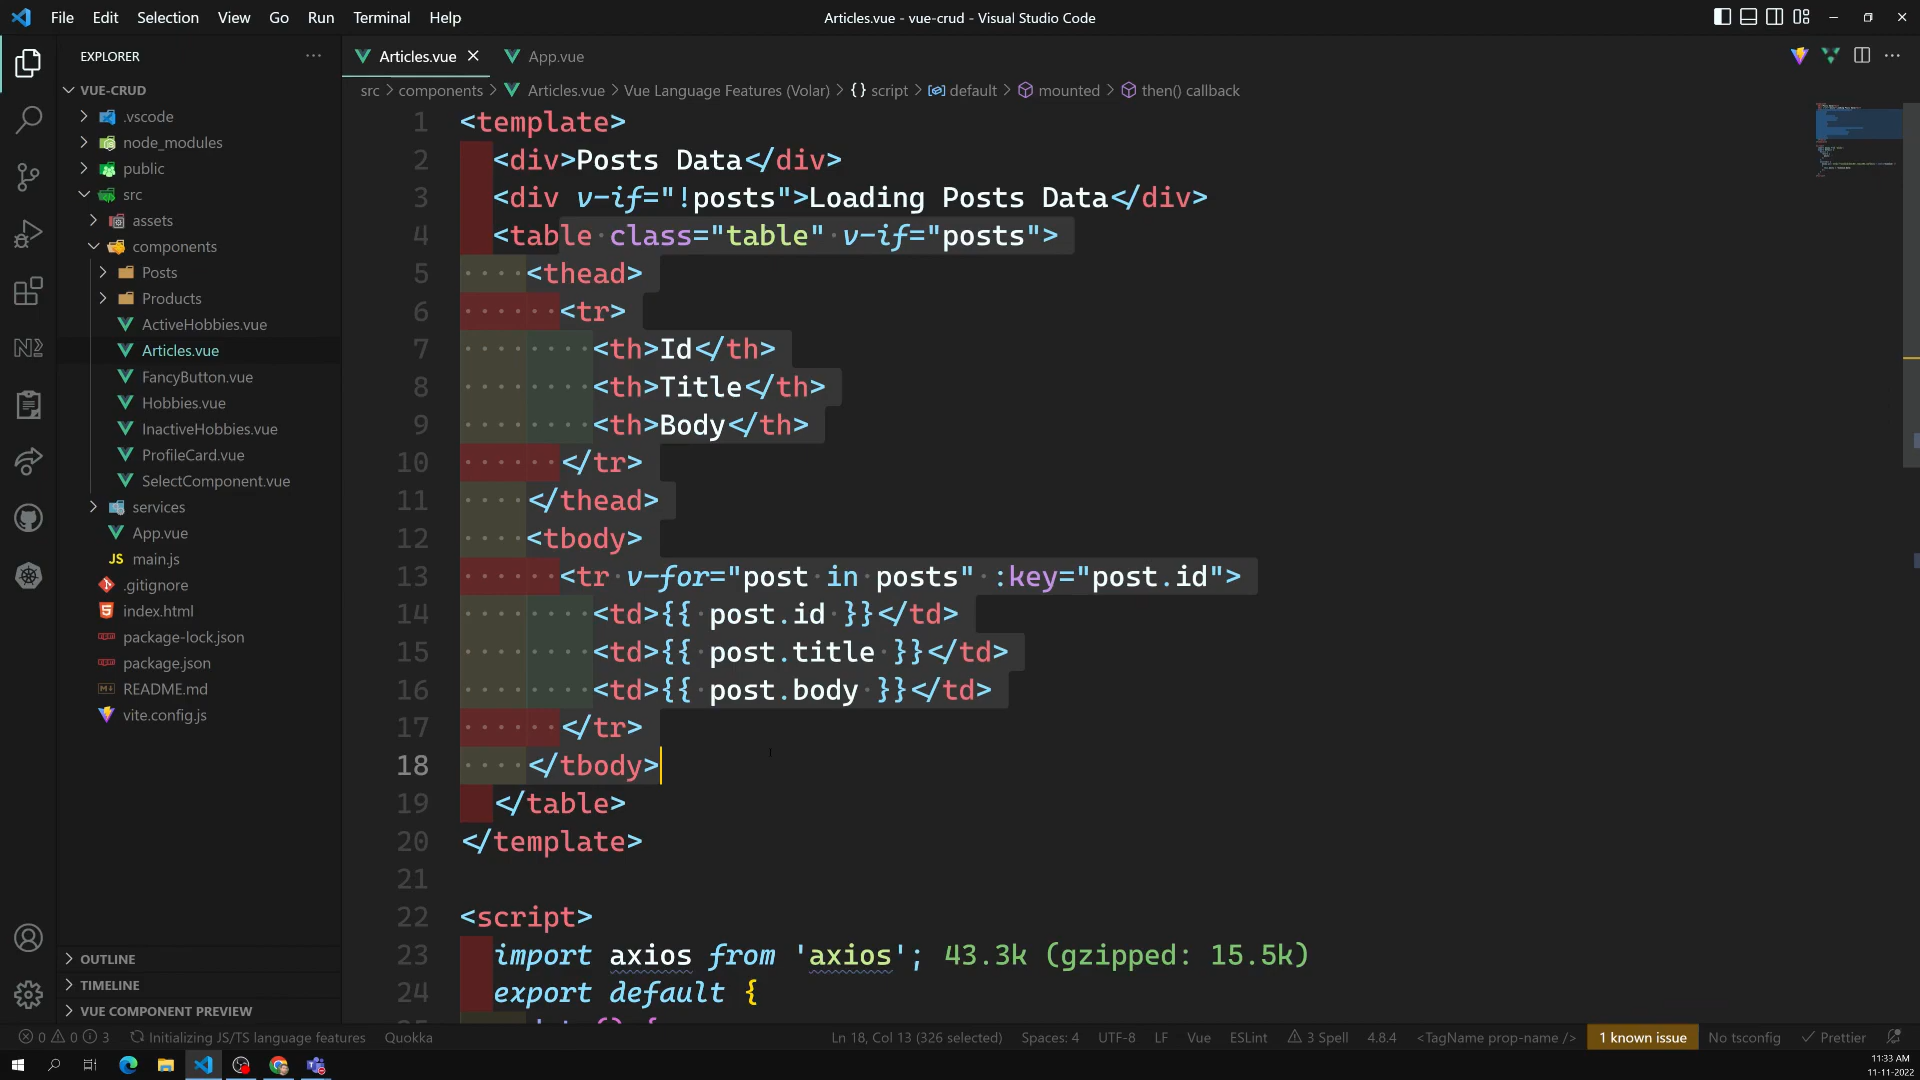 File Edit Selection View Go Run Terminal Help
Articles.vue - vue-crud - Visual Studio Code
EXPLORER
VUE-CRUD
.vscode
node_modules
public
src
assets
components
Posts
Products
ActiveHobbies.vue
Articles.vue
FancyButton.vue
Hobbies.vue
InactiveHobbies.vue
ProfileCard.vue
SelectComponent.vue
services
App.vue
JS main.js
.gitignore
index.html
package-lock.json
package.json
README.md
vite.config.js
OUTLINE
TIMELINE
VUE COMPONENT PREVIEW
Articles.vue App.vue
src > components > Articles.vue > Vue Language Features (Volar) > {} script > default > mounted > then() callback
1 <template>
2 <div>Posts Data</div>
3 <div v-if="!posts">Loading Posts Data</div>
4 <table class="table" v-if="posts">
5 <thead>
6 <tr>
7 <th>Id</th>
8 <th>Title</th>
9 <th>Body</th>
10 </tr>
11 </thead>
12 <tbody>
13 <tr v-for="post in posts" :key="post.id">
14 <td>{{ post.id }}</td>
15 <td>{{ post.title }}</td>
16 <td>{{ post.body }}</td>
17 </tr>
18 </tbody>
19 </table>
20 </template>
21
22 <script>
23 import axios from 'axios'; 43.3k (gzipped: 15.5k)
24 export default {
0 0 3 Initializing JS/TS language features Quokka Ln 18, Col 13 (326 selected) Spaces: 4 UTF-8 LF Vue ESLint 3 Spell 4.8.4 <TagName prop-name /> 1 known issue No tsconfig Prettier
11:33 AM
11-11-2022